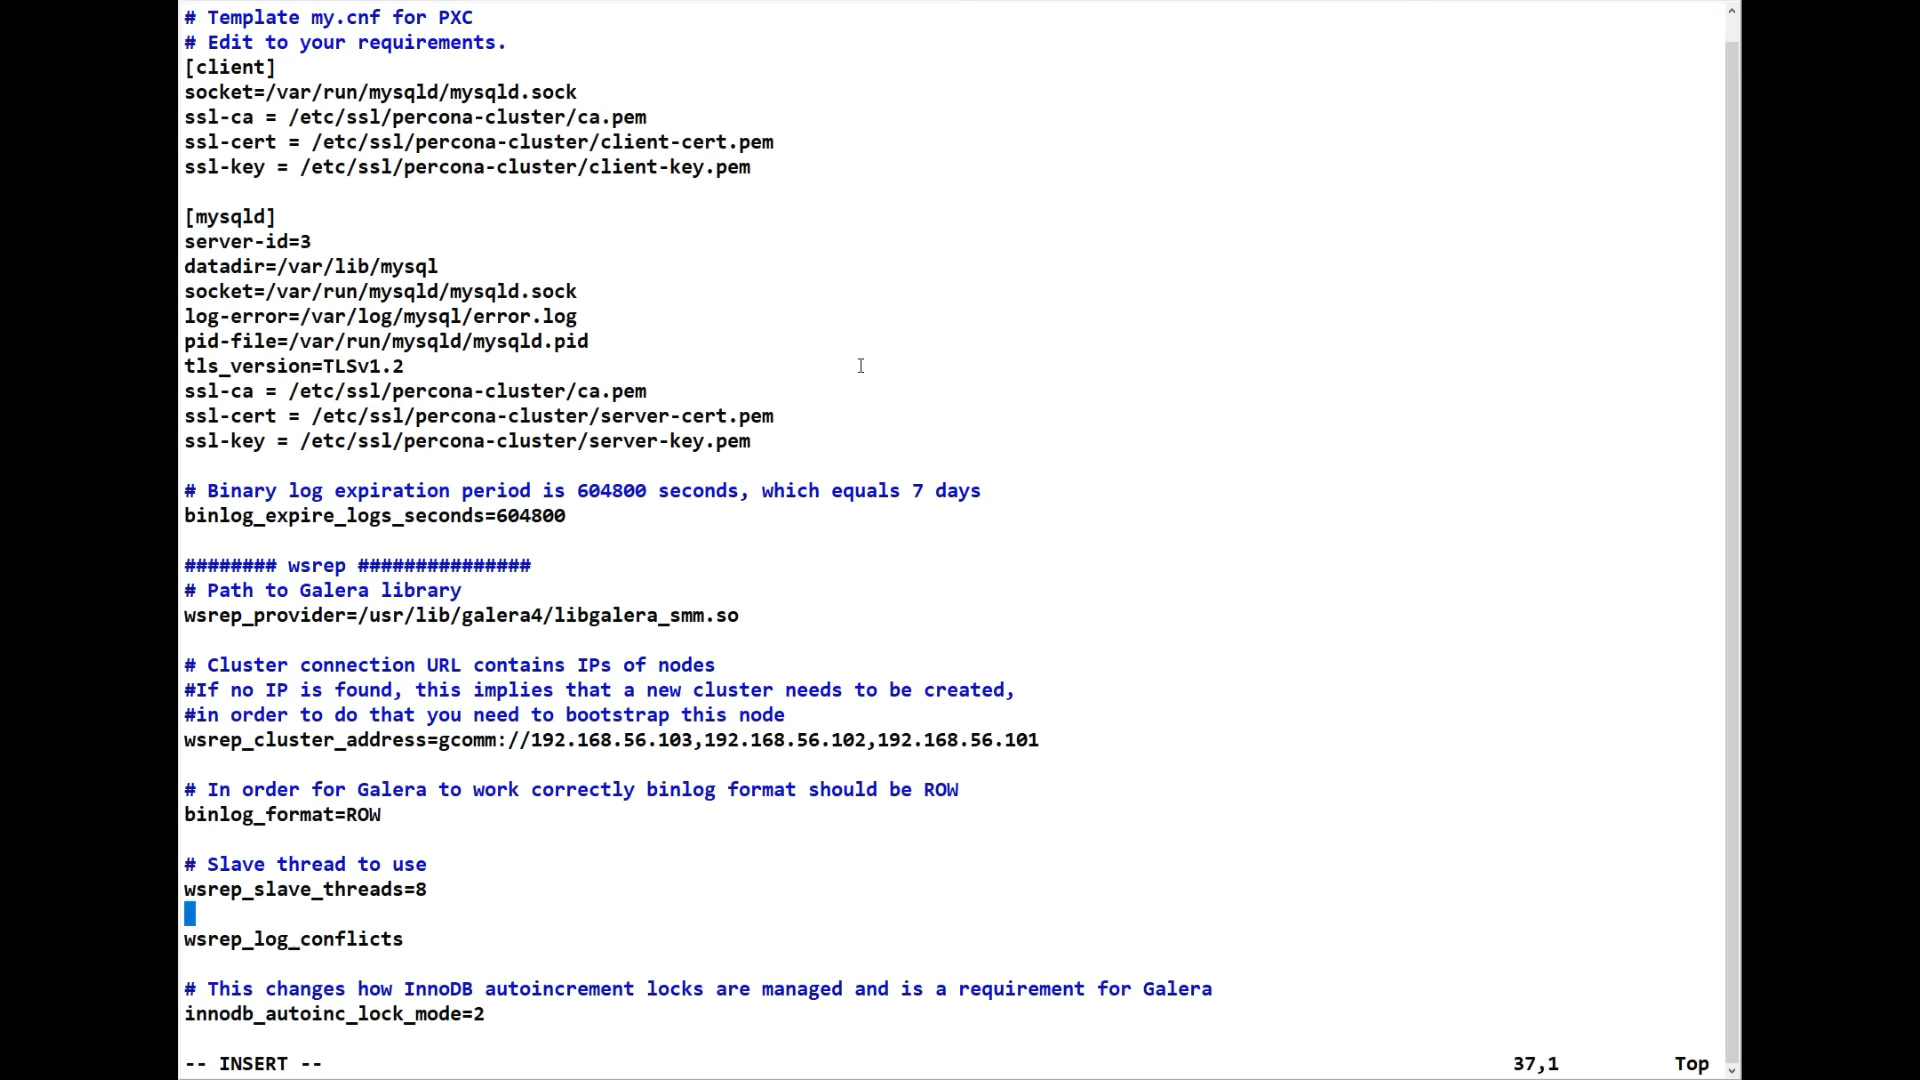 # Template my.cnf for PXC
# Edit to your requirements.
[client]
socket=/var/run/mysqld/mysqld.sock
ssl-ca = /etc/ssl/percona-cluster/ca.pem
ssl-cert = /etc/ssl/percona-cluster/client-cert.pem
ssl-key = /etc/ssl/percona-cluster/client-key.pem
[mysqld]
server-id=3
datadir=/var/lib/mysql
socket=/var/run/mysqld/mysqld.sock
log-error=/var/log/mysql/error.log
pid-file=/var/run/mysqld/mysqld.pid
tls_version=TLSv1.2
ssl-ca = /etc/ssl/percona-cluster/ca.pem
ssl-cert = /etc/ssl/percona-cluster/server-cert.pem
ssl-key = /etc/ssl/percona-cluster/server-key.pem
# Binary log expiration period is 604800 seconds, which equals 7 days
binlog_expire_logs_seconds=604800
######## wsrep ###############
# Path to Galera library
wsrep_provider=/usr/lib/galera4/libgalera_smm.so
# Cluster connection URL contains IPs of nodes
#If no IP is found, this implies that a new cluster needs to be created,
#in order to do that you need to bootstrap this node
wsrep_cluster_address=gcomm://192.168.56.103,192.168.56.102,192.168.56.101
# In order for Galera to work correctly binlog format should be ROW
binlog_format=ROW
# Slave thread to use
wsrep_slave_threads=8
wsrep_log_conflicts
# This changes how InnoDB autoincrement locks are managed and is a requirement for Galera
innodb_autoinc_lock_mode=2
-- INSERT -- 37,1 Top